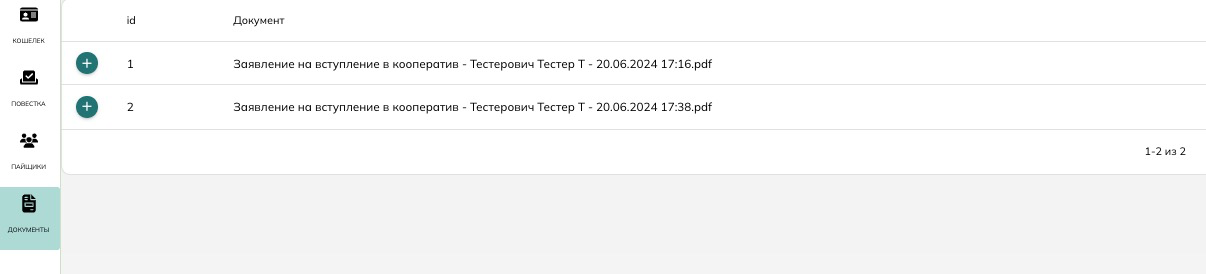 КОШЕЛЕК
ПОВЕСТКА
ПАЙЩИКИ
ДОКУМЕНТЫ
id Документ
1 Заявление на вступление в кооператив - Тестерович Тестер Т - 20.06.2024 17:16.pdf
2 Заявление на вступление в кооператив - Тестерович Тестер Т - 20.06.2024 17:38.pdf
1-2 из 2